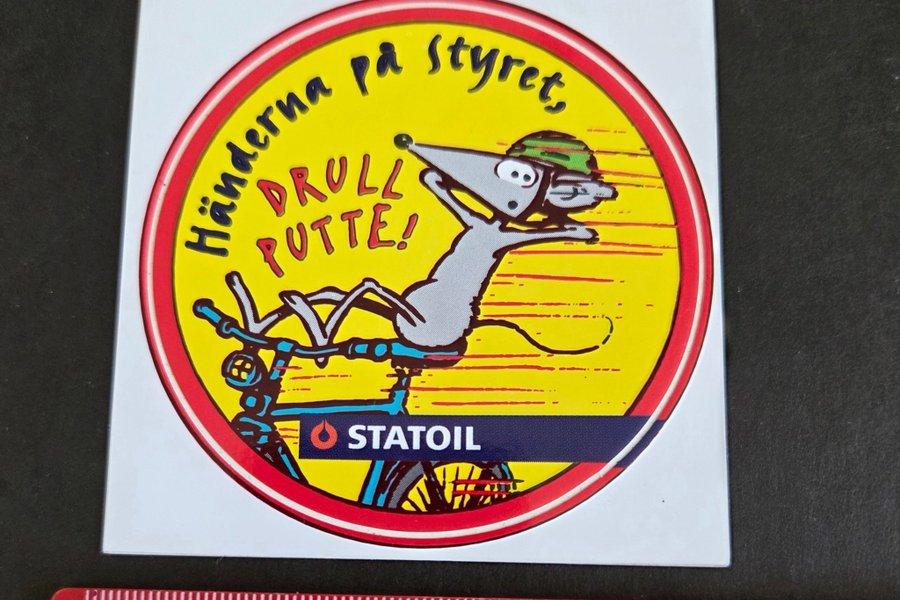 Händerna på styret,
DRULL
PUTTE!
STATOIL